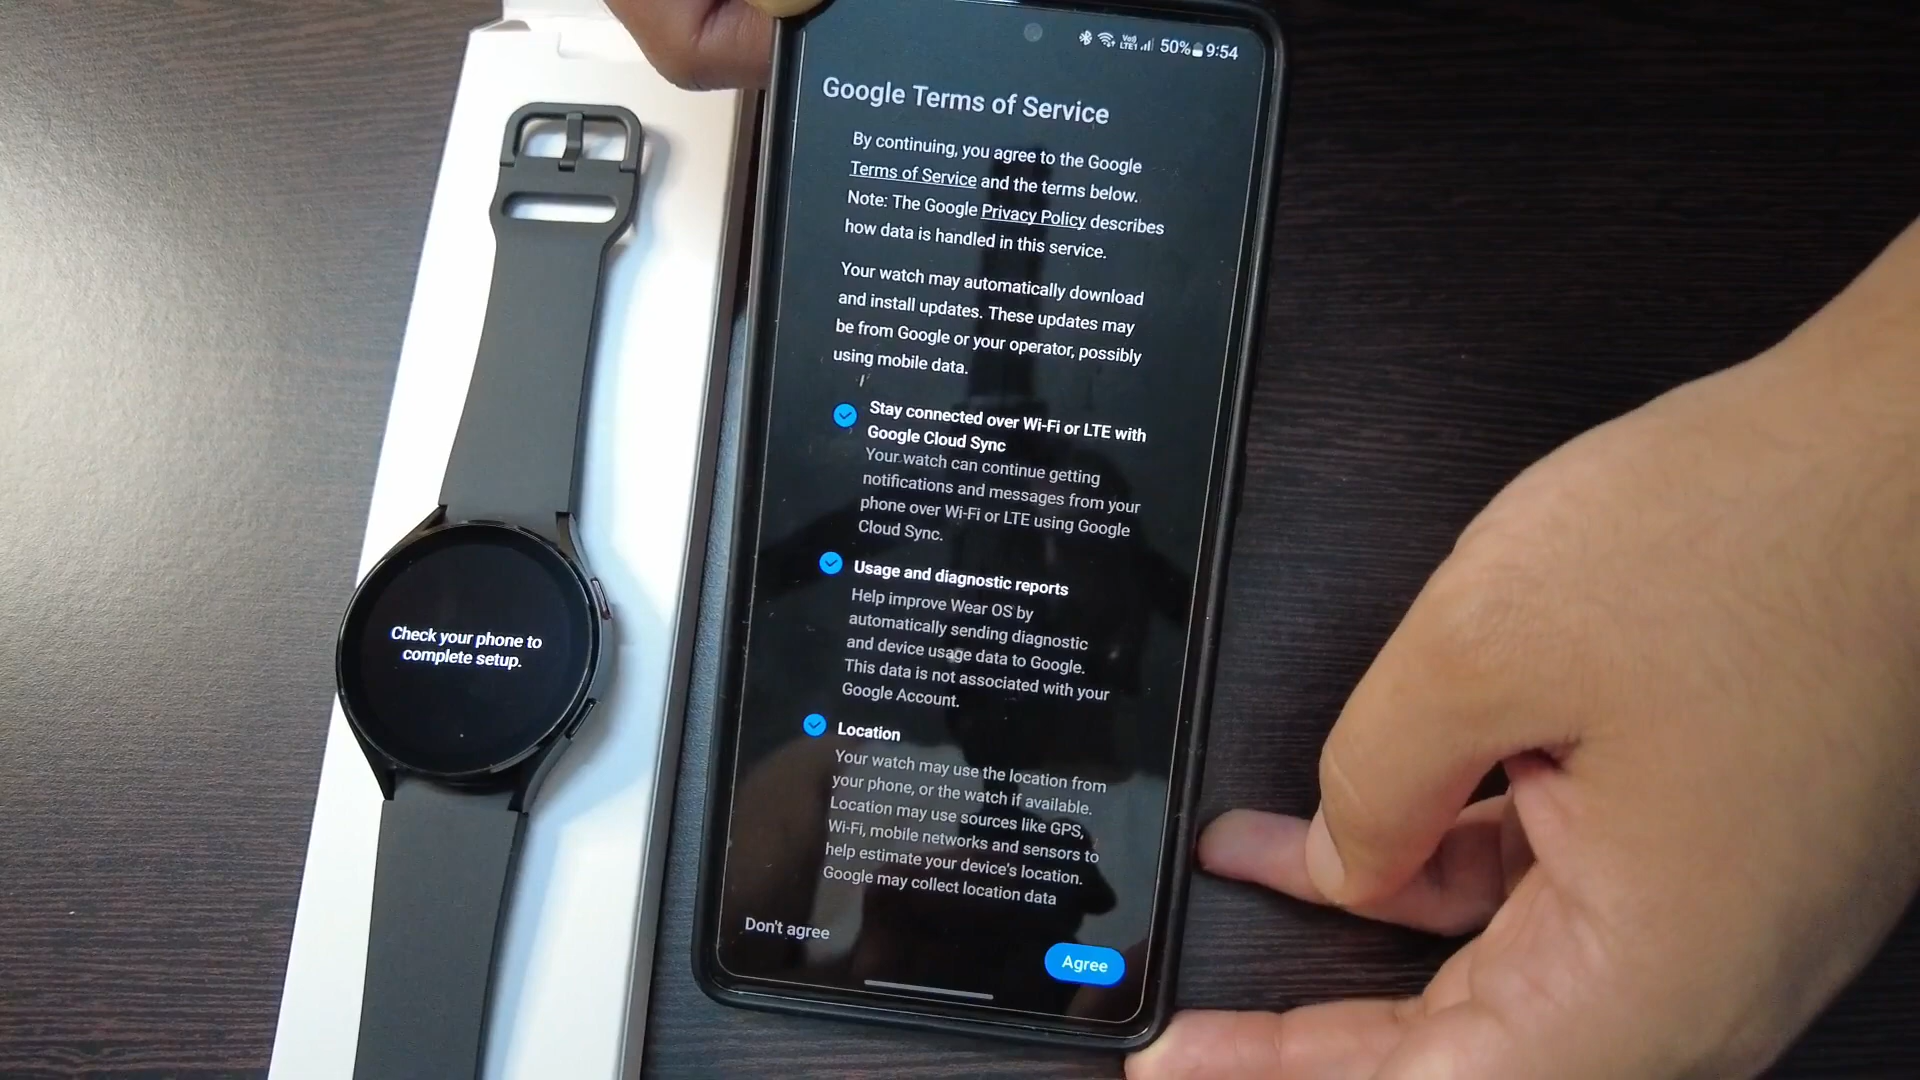 50% 9:54
Google Terms of Service
By continuing, you agree to the Google
Terms of Service and the terms below.
Note: The Google Privacy Policy describes
how data is handled in this service.
Your watch may automatically download
and install updates. These updates may
be from Google or your operator, possibly
using mobile data.
Stay connected over Wi-Fi or LTE with
Google Cloud Sync
Your watch can continue getting
notifications and messages from your
phone over Wi-Fi or LTE using Google
Cloud Sync.
Usage and diagnostic reports
Help improve Wear OS by
automatically sending diagnostic
and device usage data to Google.
This data is not associated with your
Google Account.
Location
Your watch may use the location from
your phone, or the watch if available.
Location may use sources like GPS,
Wi-Fi, mobile networks and sensors to
help estimate your device's location.
Google may collect location data
Don't agree
Agree
Check your phone to
complete setup.